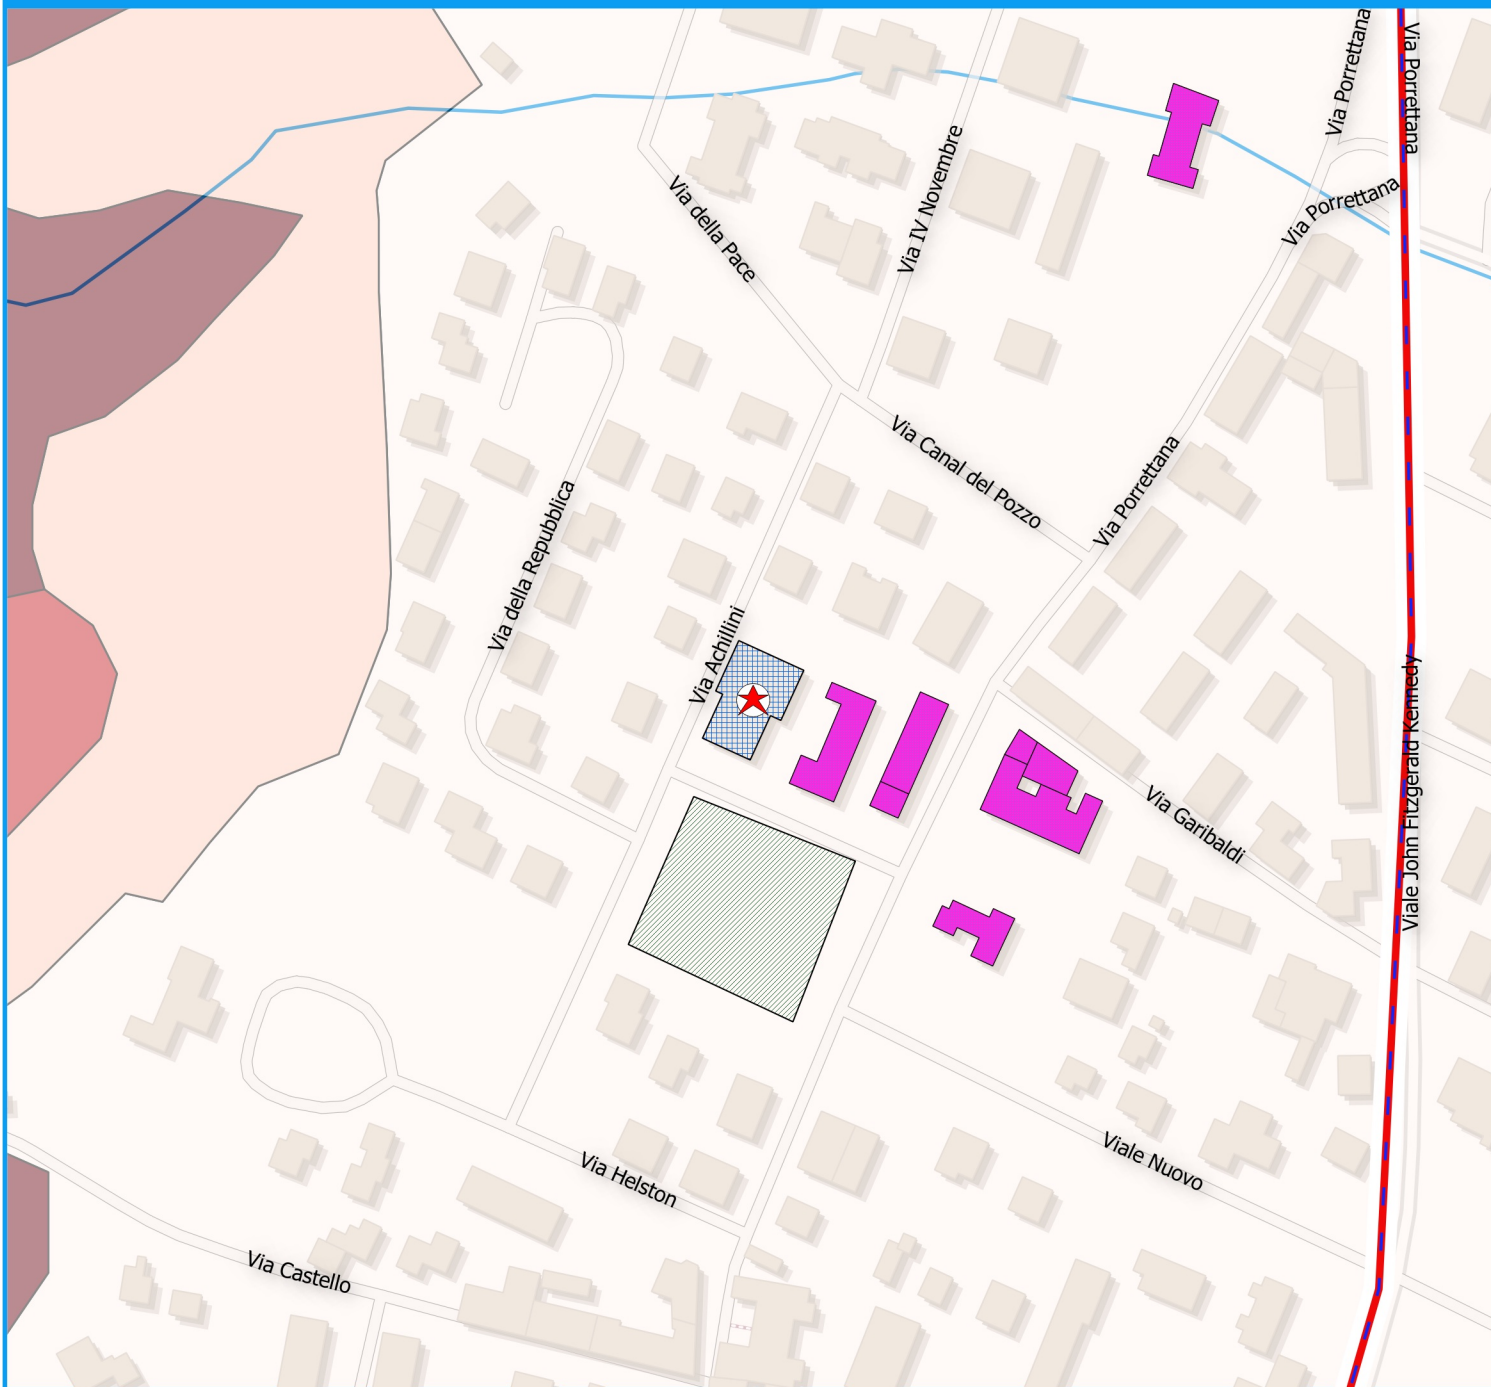 Via Porrettana
Via Porrettana
Via IV Novembre
Via della Pace
Via Porrettana
Via Canal del Pozzo
Via Porrettana
Via della Repubblica
Via Achillini
Viale John Fitzgerald Kennedy
Via Garibaldi
Viale Nuovo
Via Helston
Via Castello